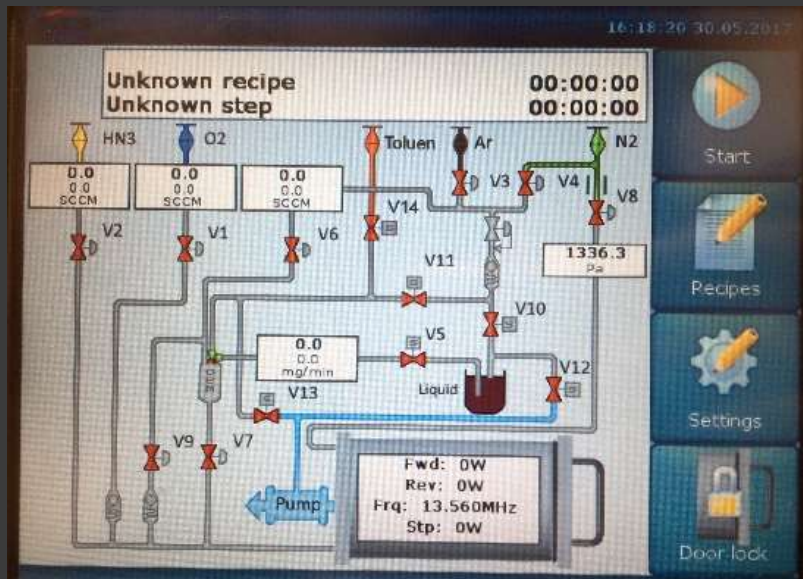 16:18:20 30.05.2017
Unknown recipe 00:00:00
Unknown step 00:00:00
HN3 O2 Toluen Ar N2
0.0 0.0 0.0
0.0 0.0 0.0
SCCM SCCM SCCM
V3 V4 V8
V2 V1 V6 V14
1336.3
Pa
V11
V10
V5
0.0
0.0
mg/min
V12
V13
Liquid
V9 V7
Fwd: 0W
Rev: 0W
Frq: 13.560MHz
Stp: 0W
Pump
Start
Recipes
Settings
Door lock